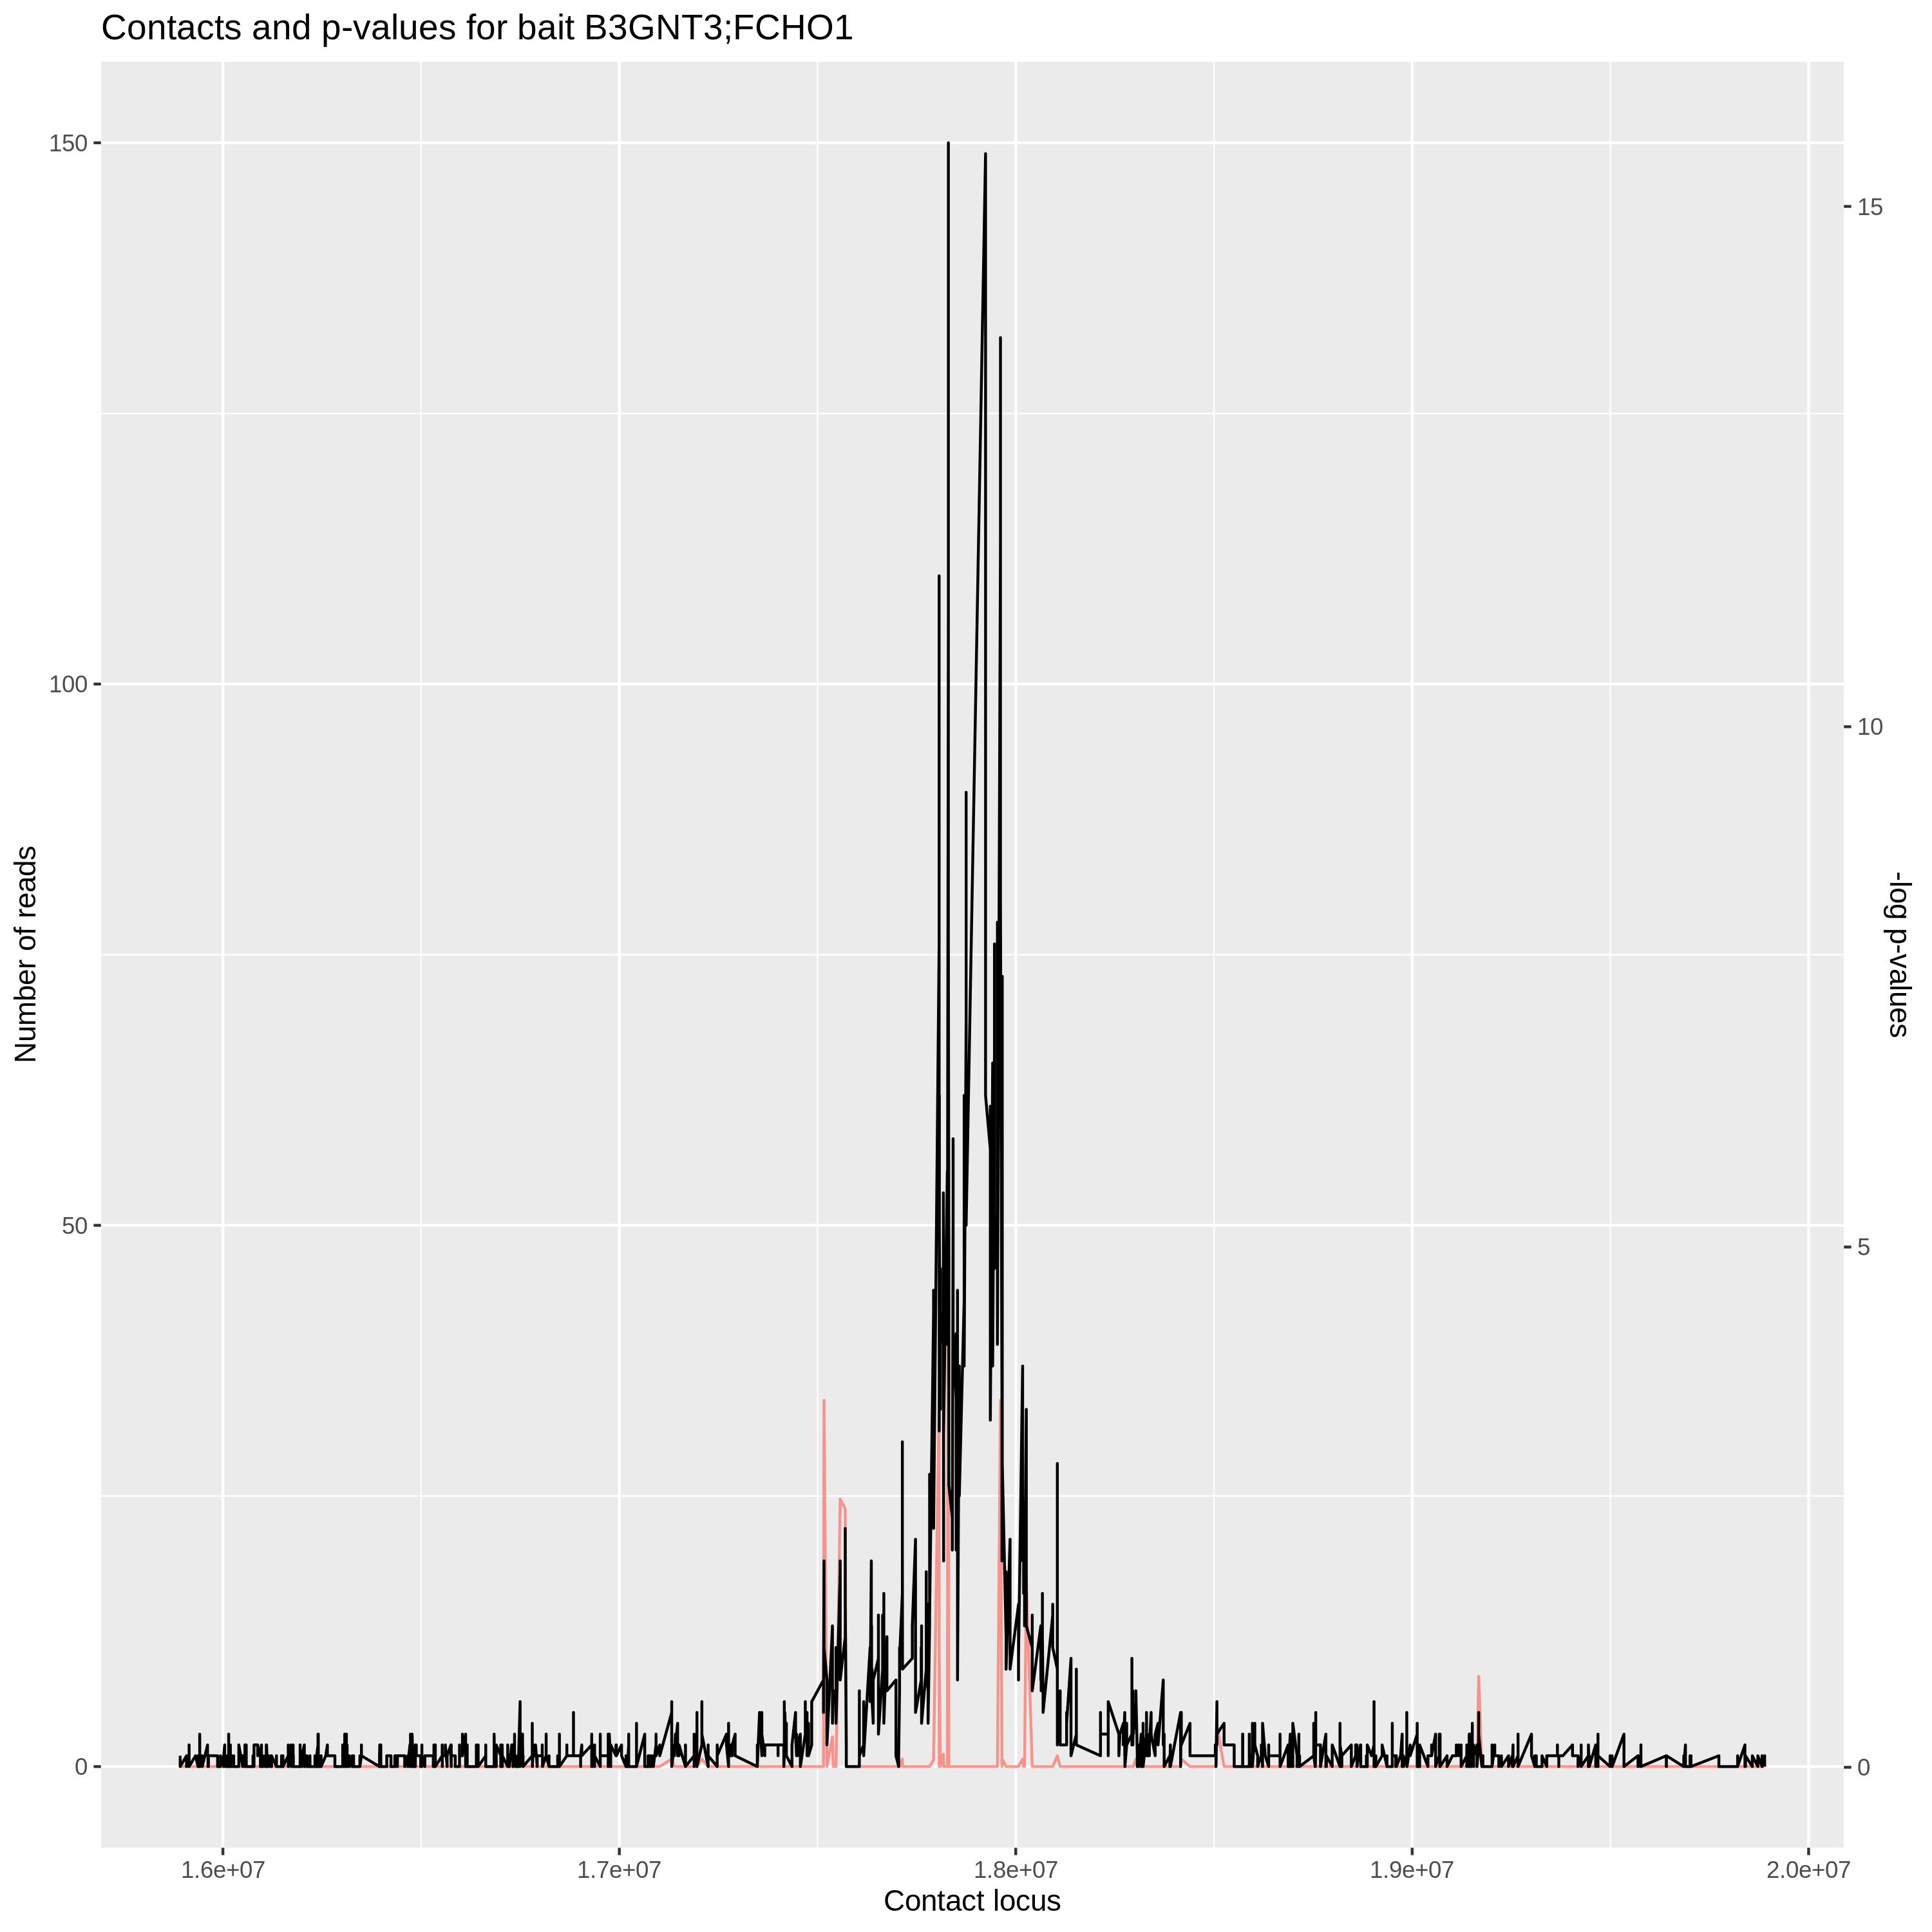 Contacts and p-values for bait B3GNT3;FCHO1
150
100
50
0
Number of reads
15
10
5
0
-log p-values
1.6e+07
1.7e+07
1.8e+07
1.9e+07
2.0e+07
Contact locus